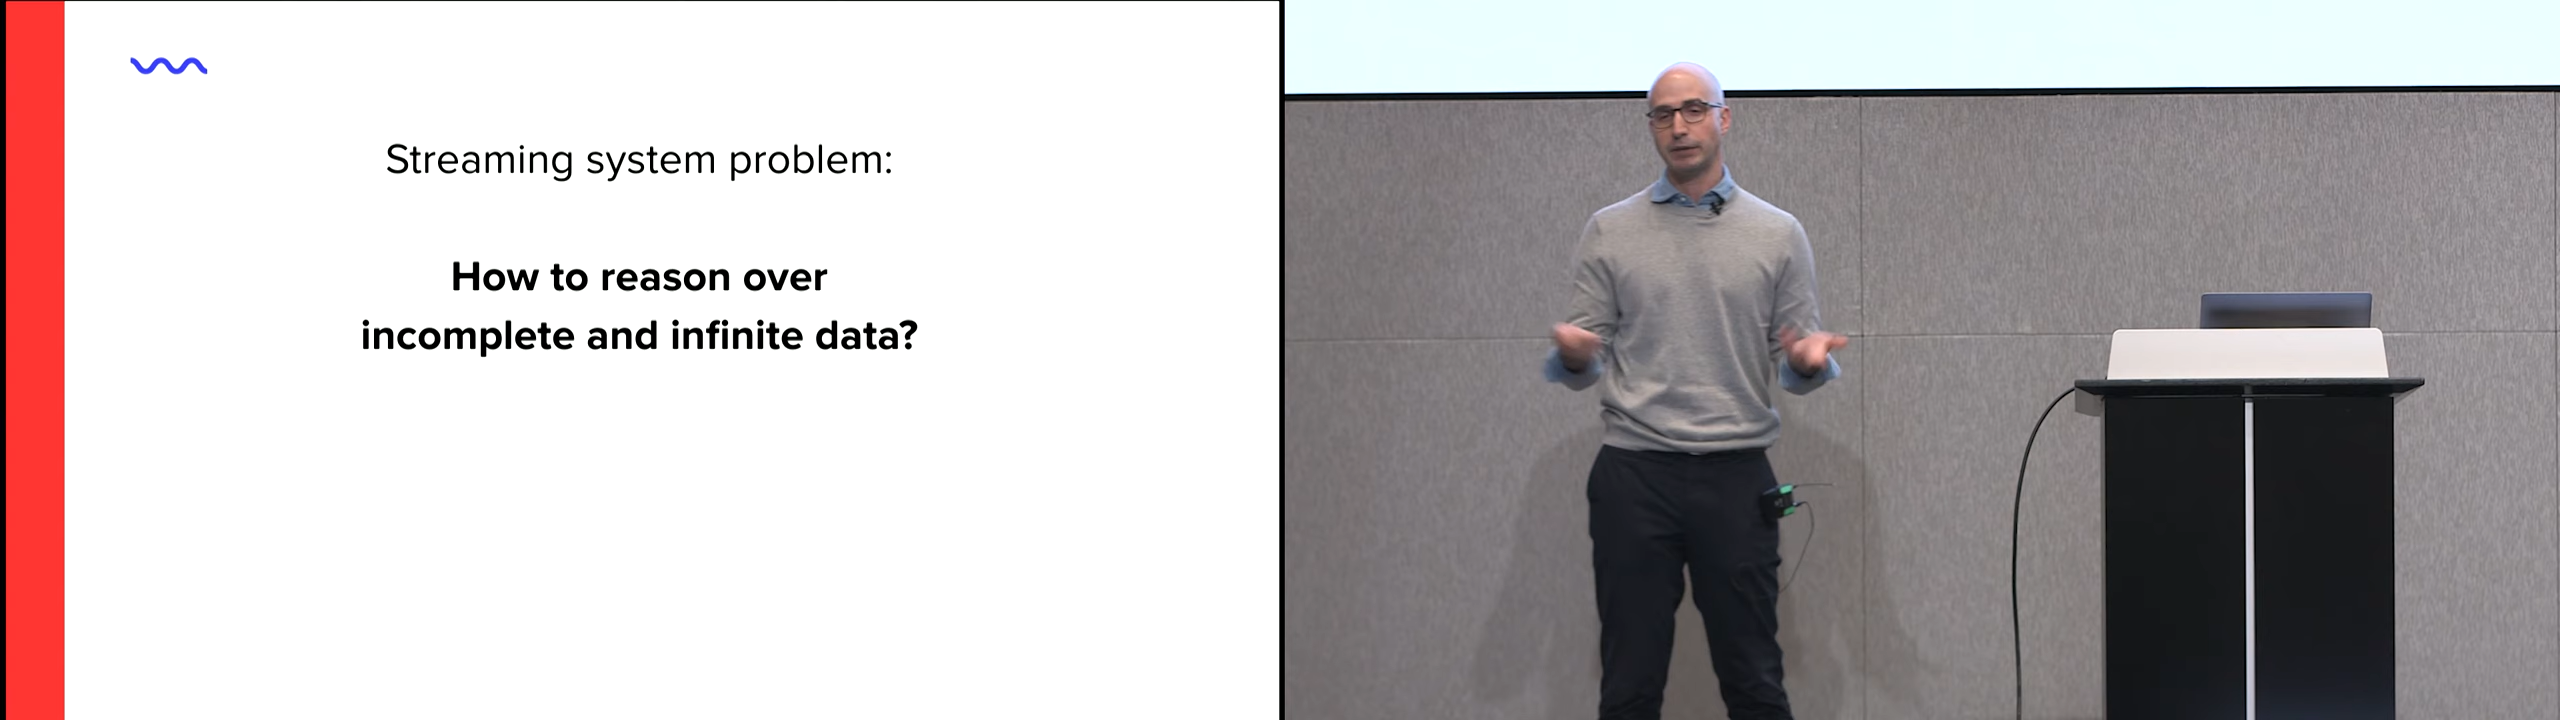 Streaming system problem:
How to reason over
incomplete and infinite data?